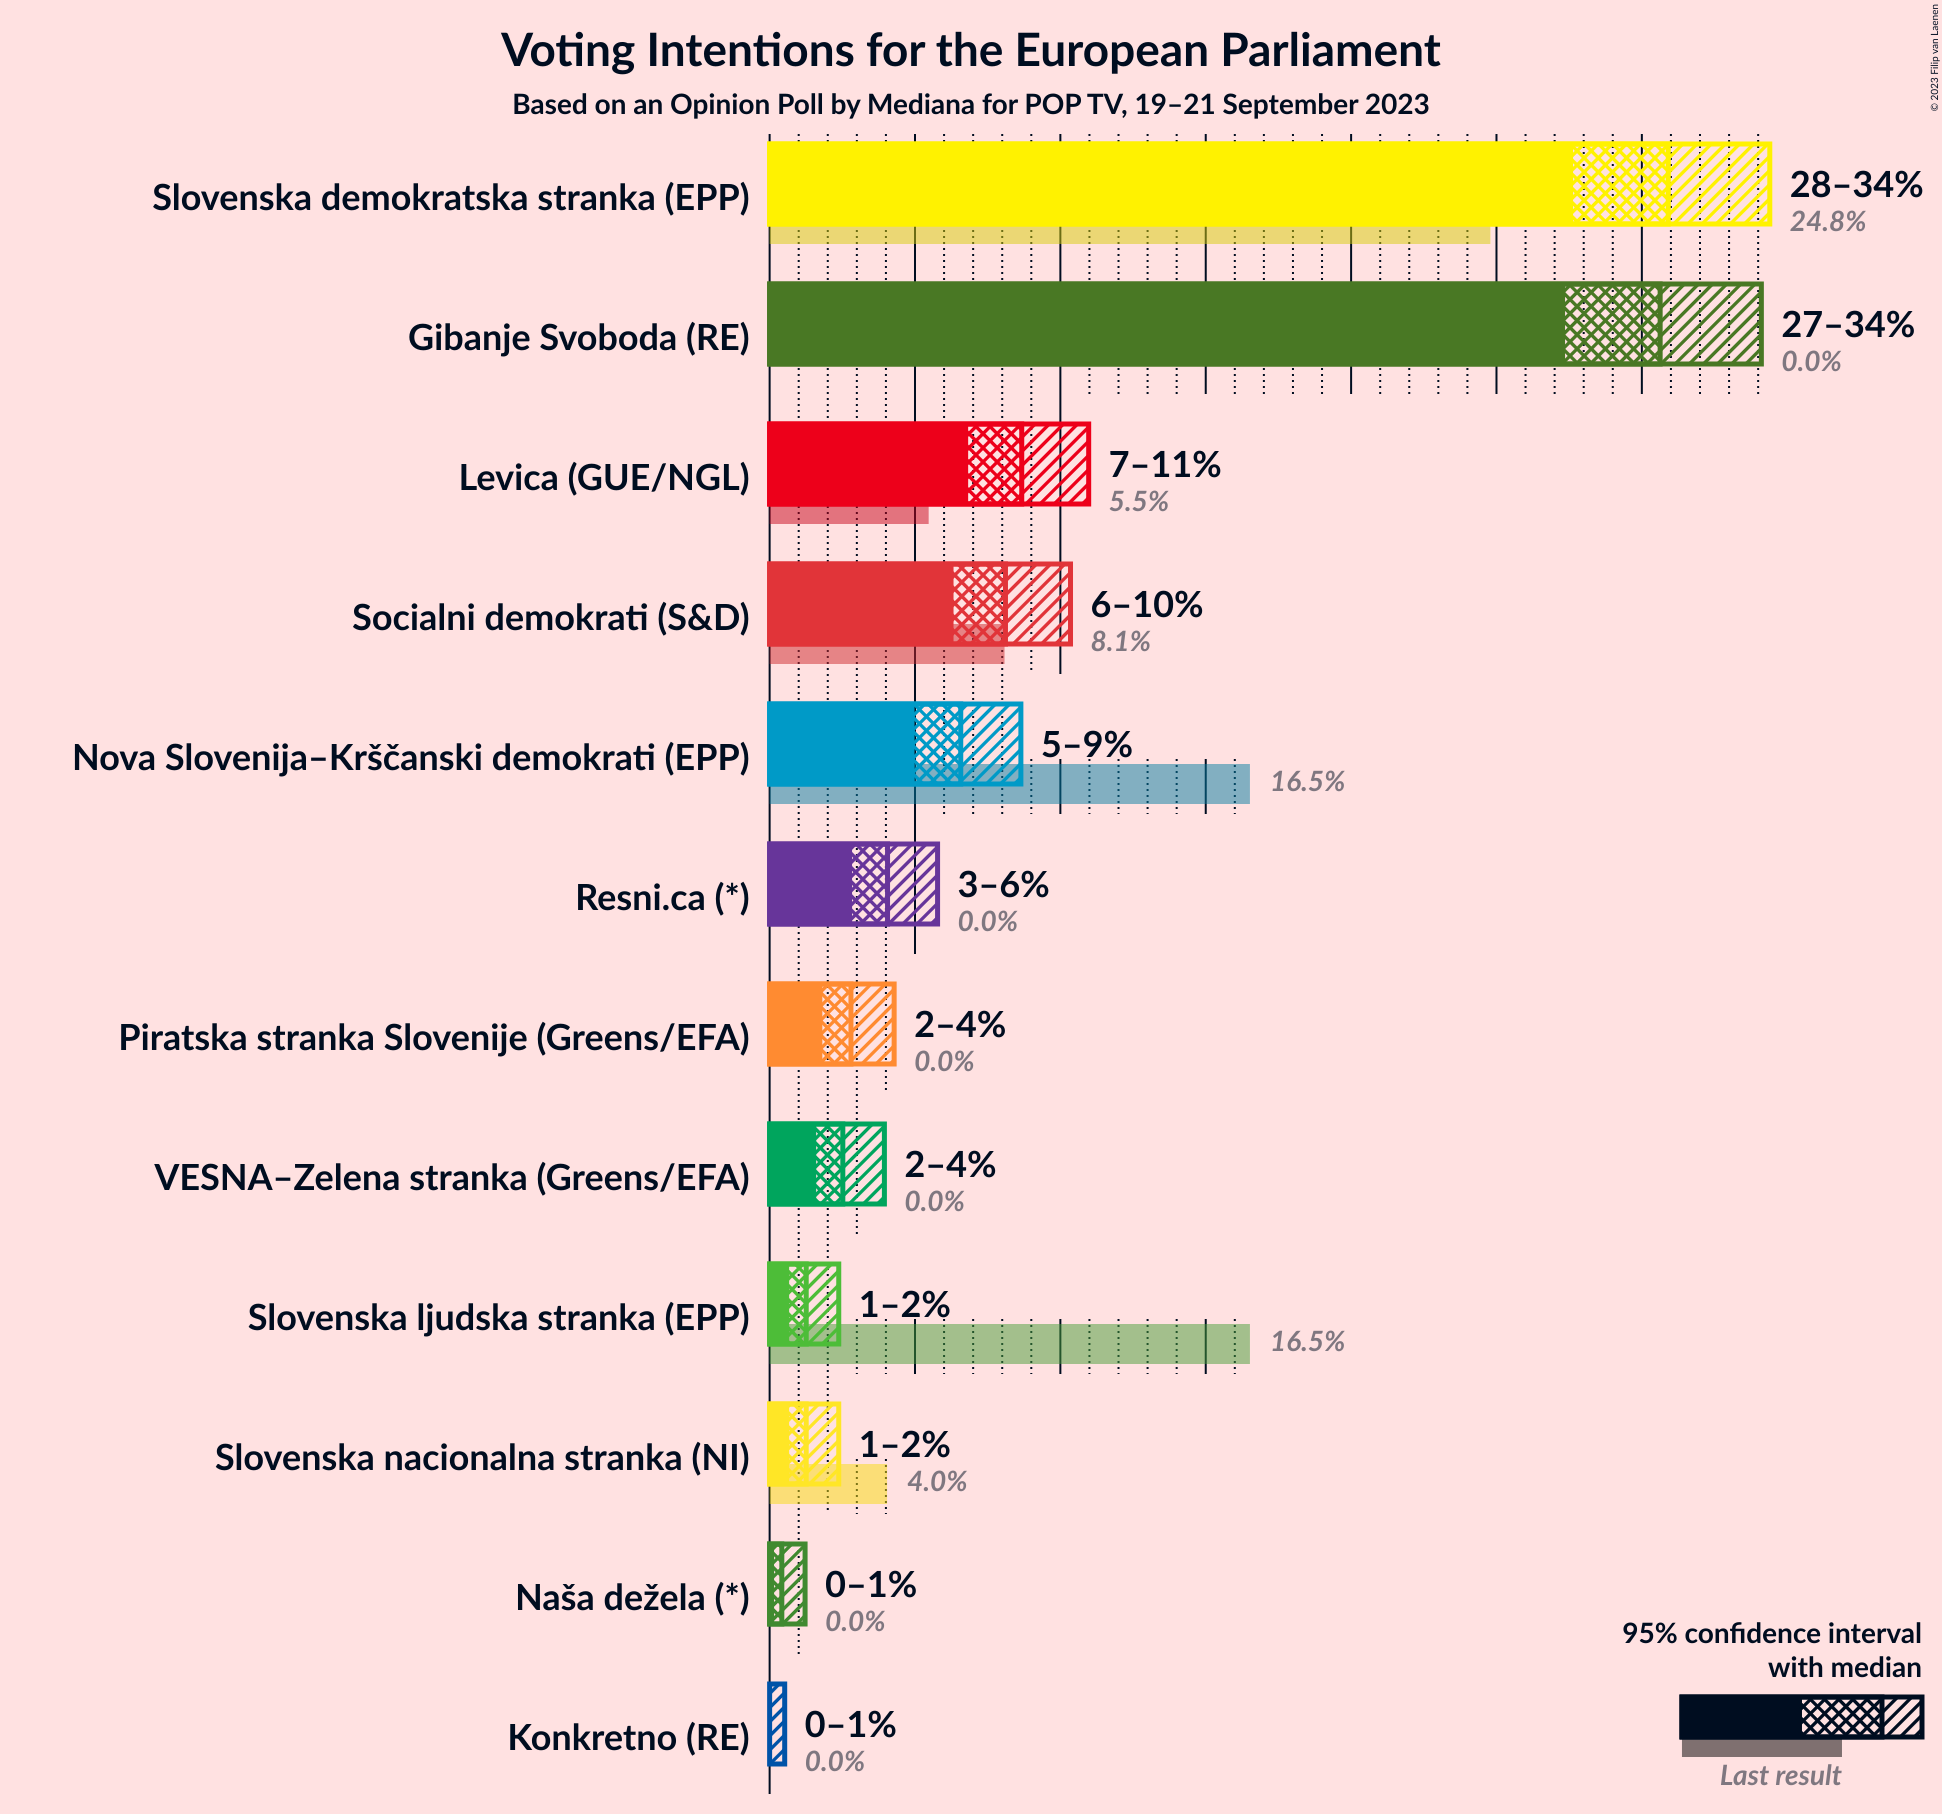 Voting Intentions for the European Parliament
Based on an Opinion Poll by Mediana for POP TV, 19–21 September 2023
© 2023 Filip van Laenen
Slovenska demokratska stranka (EPP)
28–34%
24.8%
Gibanje Svoboda (RE)
27–34%
0.0%
Levica (GUE/NGL)
7–11%
5.5%
Socialni demokrati (S&D)
6–10%
8.1%
Nova Slovenija–Krščanski demokrati (EPP)
5–9%
16.5%
Resni.ca (*)
3–6%
0.0%
Piratska stranka Slovenije (Greens/EFA)
2–4%
0.0%
VESNA–Zelena stranka (Greens/EFA)
2–4%
0.0%
Slovenska ljudska stranka (EPP)
1–2%
16.5%
Slovenska nacionalna stranka (NI)
1–2%
4.0%
Naša dežela (*)
0–1%
0.0%
Konkretno (RE)
0–1%
0.0%
95% confidence interval
with median
Last result